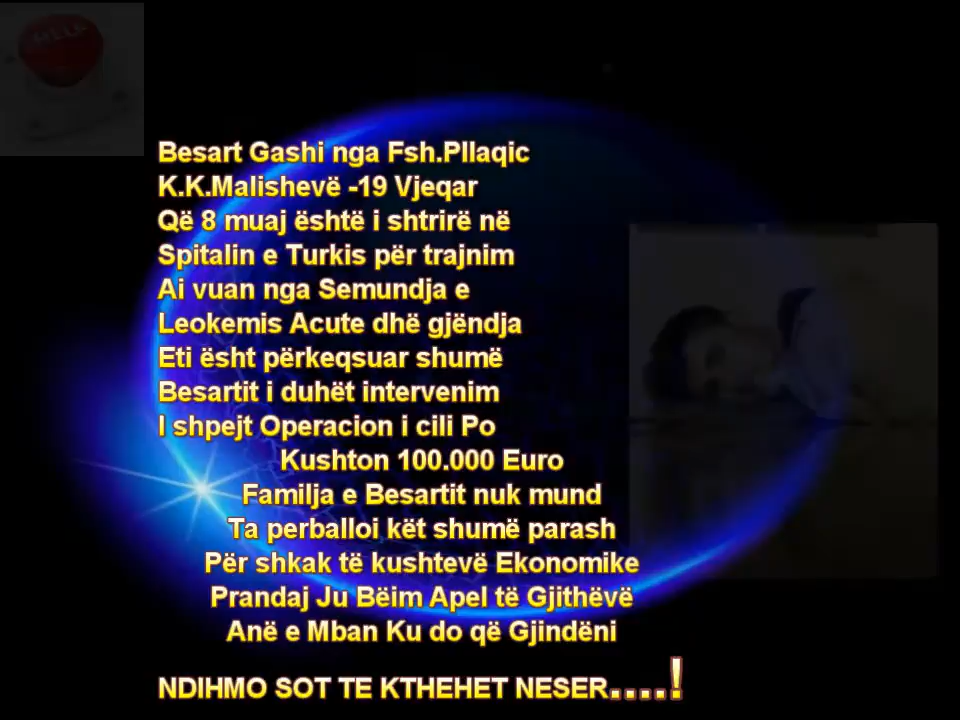 HELP
Besart Gashi nga Fsh.Pllaqic
K.K.Malishevë -19 Vjeqar
Që 8 muaj është i shtrirë në
Spitalin e Turkis për trajnim
Ai vuan nga Semundja e
Leokemis Acute dhë gjëndja
Eti ësht përkeqsuar shumë
Besartit i duhët intervenim
I shpejt Operacion i cili Po
Kushton 100.000 Euro
Familja e Besartit nuk mund
Ta perballoi kët shumë parash
Për shkak të kushtevë Ekonomike
Prandaj Ju Bëim Apel të Gjithëvë
Anë e Mban Ku do që Gjindëni
NDIHMO SOT TE KTHEHET NESER....!